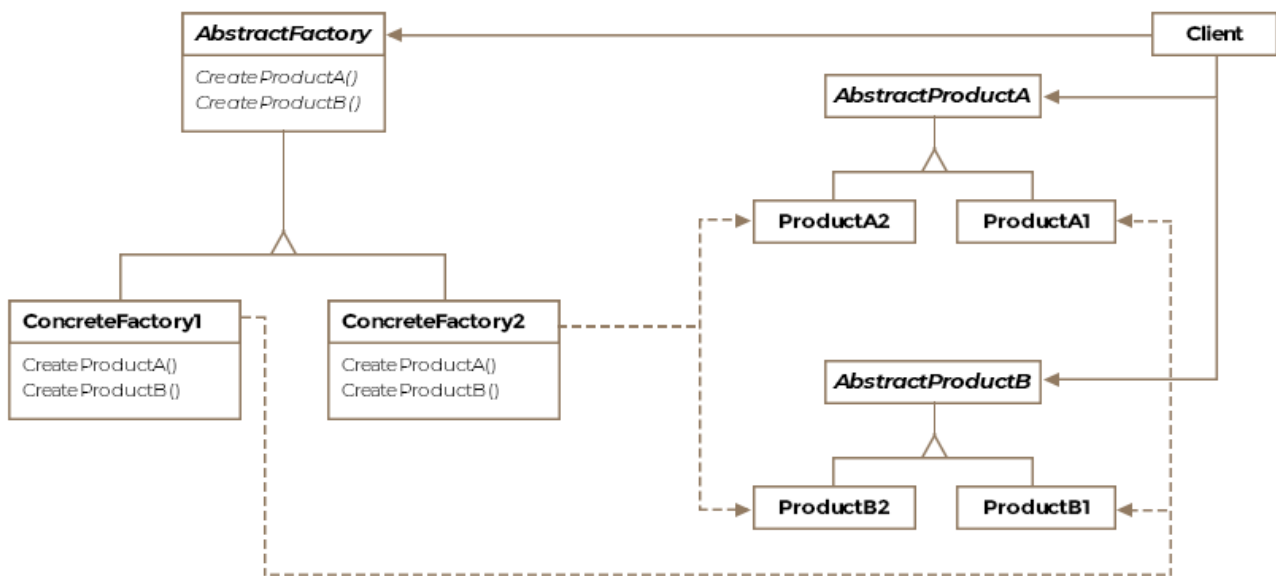 AbstractFactory
CreateProductA()
CreateProductB()
Client
AbstractProductA
ProductA2
ProductA1
ConcreteFactory1
CreateProductA()
CreateProductB()
ConcreteFactory2
CreateProductA()
CreateProductB()
AbstractProductB
ProductB2
ProductB1